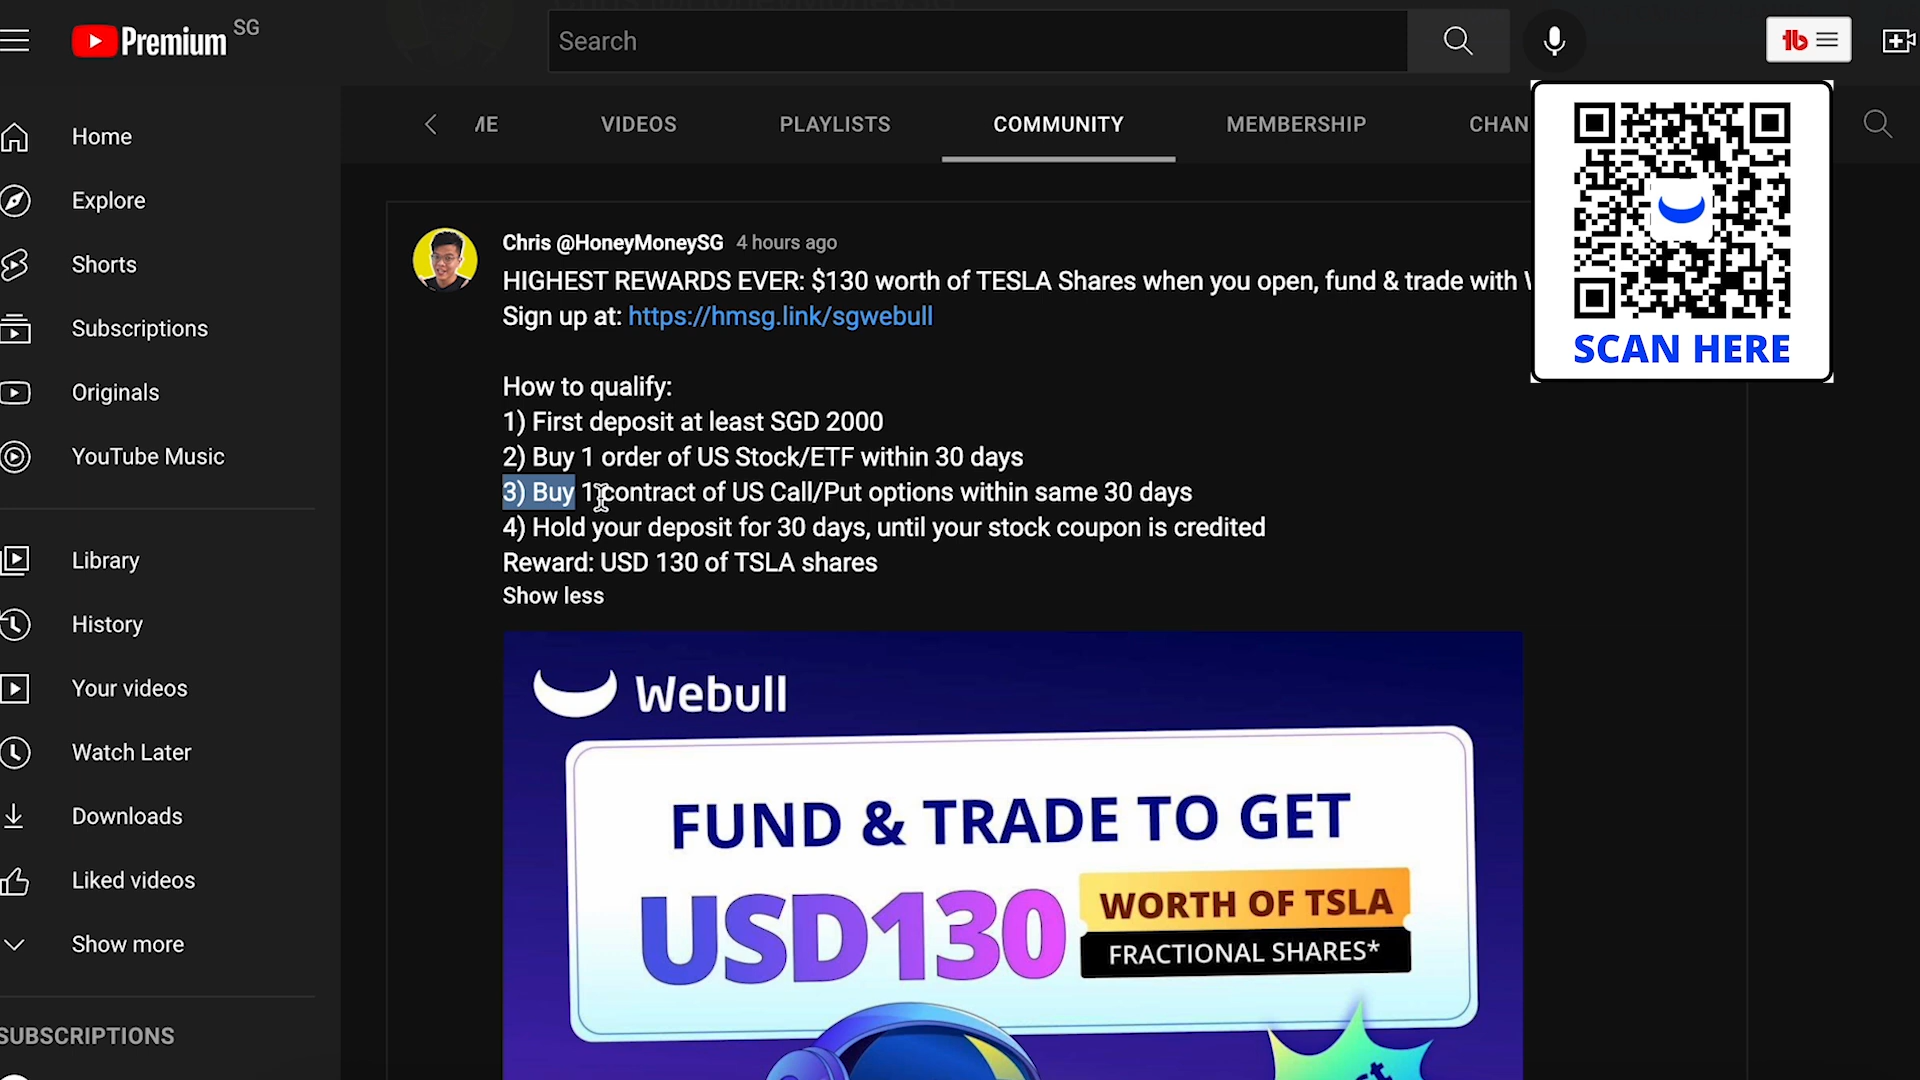 Premium SG
Search
Home
Explore
Shorts
Subscriptions
Originals
YouTube Music
Library
History
Your videos
Watch Later
Downloads
Liked videos
Show more
SUBSCRIPTIONS
VIDEOS
PLAYLISTS
COMMUNITY
MEMBERSHIP
CHAN
SCAN HERE
Chris @HoneyMoneySG 4 hours ago
HIGHEST REWARDS EVER: $130 worth of TESLA Shares when you open, fund & trade with
Sign up at: https://hmsg.link/sgwebull
How to qualify:
1) First deposit at least SGD 2000
2) Buy 1 order of US Stock/ETF within 30 days
3) Buy 1 contract of US Call/Put options within same 30 days
4) Hold your deposit for 30 days, until your stock coupon is credited
Reward: USD 130 of TSLA shares
Show less
Webull
FUND & TRADE TO GET
USD130
WORTH OF TSLA
FRACTIONAL SHARES*